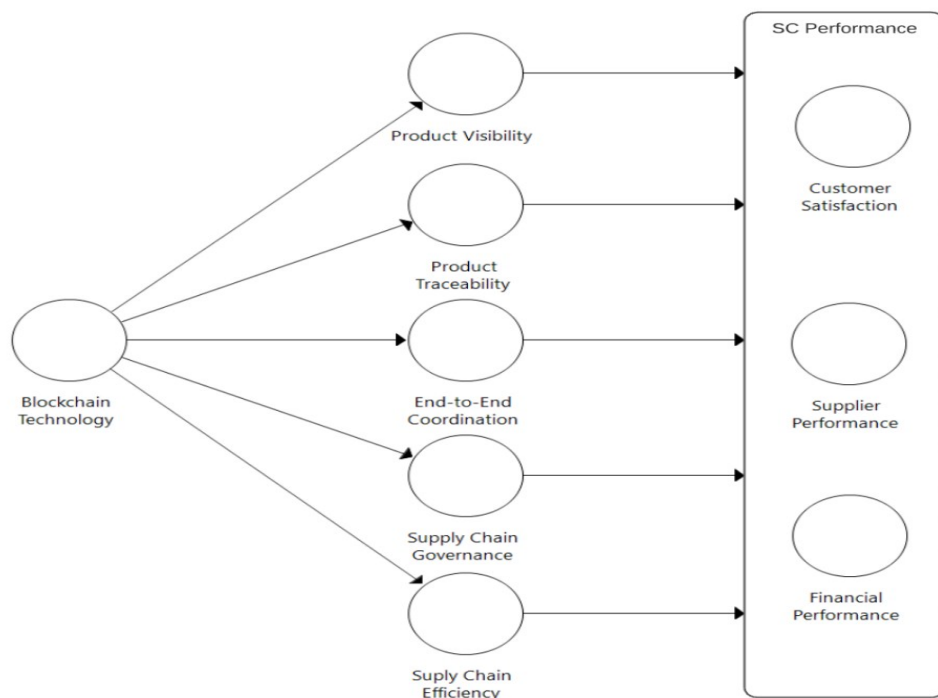 SC Performance
Product Visibility
Customer
Satisfaction
Product
Traceability
Blockchain
Technology
End-to-End
Coordination
Supplier
Performance
Supply Chain
Governance
Financial
Performance
Suply Chain
Efficiency